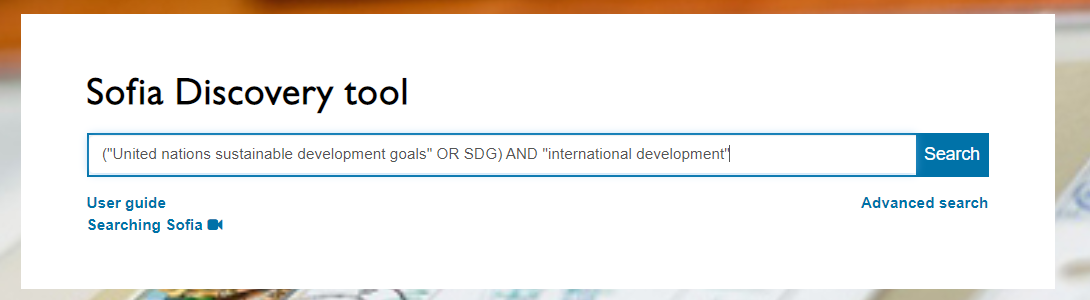 Sofia Discovery tool
("United nations sustainable development goals" OR SDG) AND "international development" Search
User guide Advanced search
Searching Sofia